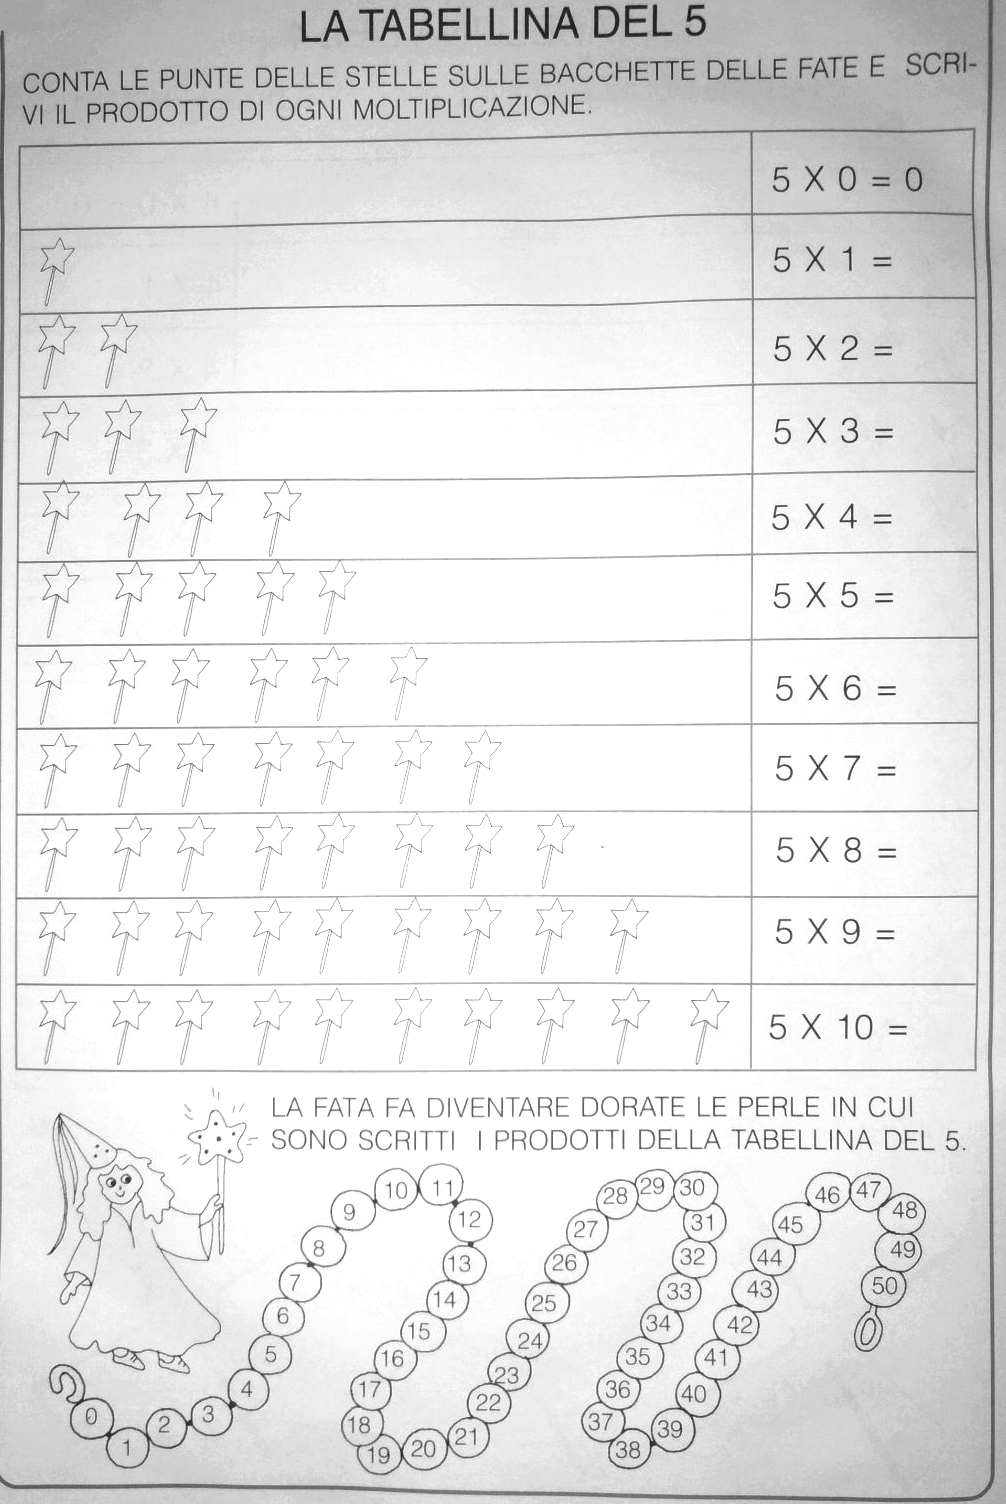 LA TABELLINA DEL 5
CONTA LE PUNTE DELLE STELLE SULLE BACCHETTE DELLE FATE E SCRI-
VI IL PRODOTTO DI OGNI MOLTIPLICAZIONE.
5 X 0 = 0
5 X 1 =
5 X 2 =
5 X 3 =
5 X 4 =
5 X 5 =
5 X 6 =
5 X 7 =
5 X 8 =
5 X 9 =
5 X 10 =
LA FATA FA DIVENTARE DORATE LE PERLE IN CUI
SONO SCRITTI I PRODOTTI DELLA TABELLINA DEL 5.
0 1 2 3 4 5 6 7 8 9 10 11 12 13 14 15 16 17 18 19 20 21 22 23 24 25 26 27 28 29 30 31 32 33 34 35 36 37 38 39 40 41 42 43 44 45 46 47 48 49 50